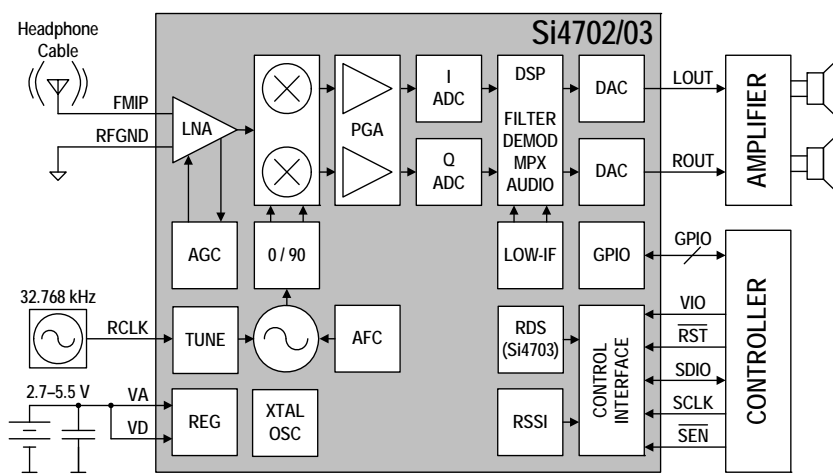 Si4702/03
Headphone
Cable
FMIP
RFGND
LNA
PGA
I
ADC
Q
ADC
DSP
FILTER
DEMOD
MPX
AUDIO
DAC
DAC
LOUT
ROUT
AMPLIFIER
AGC
0 / 90
LOW-IF
GPIO
GPIO
CONTROLLER
32.768 kHz
RCLK
TUNE
AFC
RDS
(Si4703)
CONTROL
INTERFACE
VIO
RST
SDIO
SCLK
SEN
2.7–5.5 V
VA
VD
REG
XTAL
OSC
RSSI